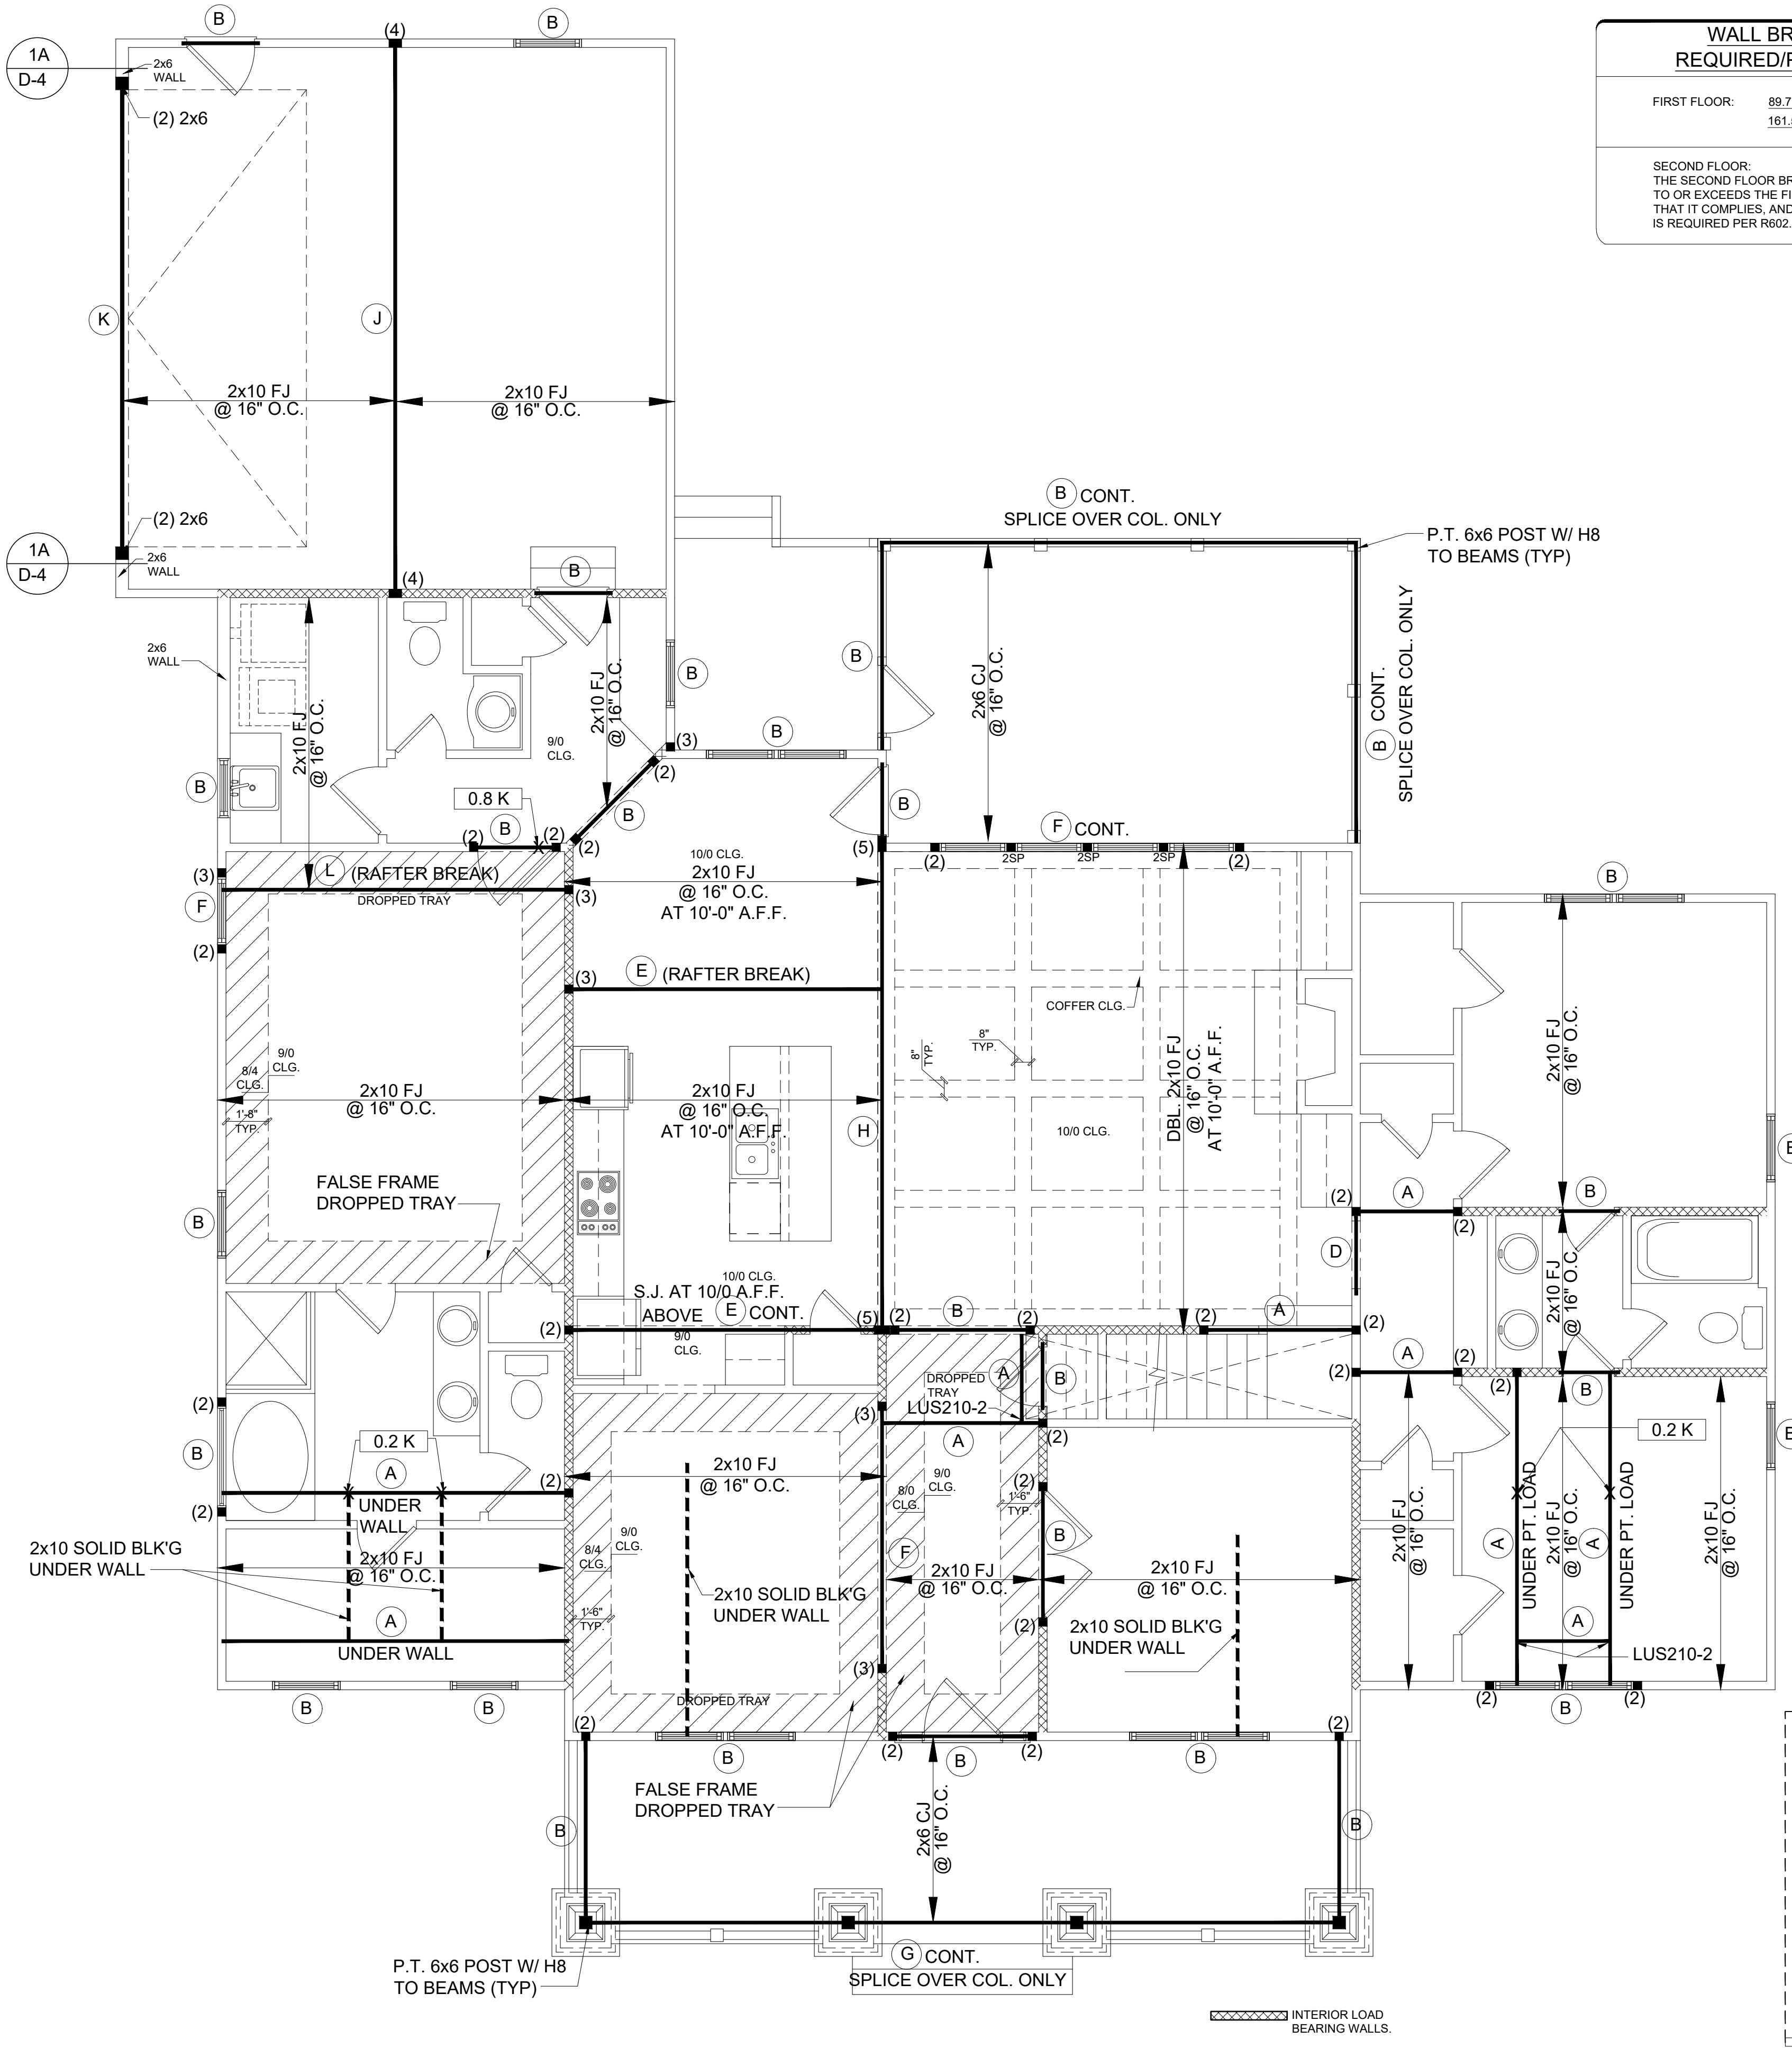 WALL BR
REQUIRED/
FIRST FLOOR:
89.7
161.
SECOND FLOOR:
THE SECOND FLOOR BR
TO OR EXCEEDS THE FI
THAT IT COMPLIES, AND
IS REQUIRED PER R602.
B
(4)
B
1A
D-4
2x6
WALL
(2) 2x6
K
J
2x10 FJ
@ 16" O.C.
2x10 FJ
@ 16" O.C.
(2) 2x6
1A
D-4
2x6
WALL
(4)
B
B CONT.
SPLICE OVER COL. ONLY
P.T. 6x6 POST W/ H8
TO BEAMS (TYP)
B CONT.
SPLICE OVER COL. ONLY
2x6
WALL
2x10 FJ
@ 16" O.C.
2x10 FJ
@ 16" O.C.
B
B
2x6 CJ
@ 16" O.C.
9/0
CLG.
(3)
(2)
B
B
B
B
0.8 K
B
(2)
(2)
(2)
(5)
F CONT.
(2)
2SP
2SP
2SP
(2)
(3)
L (RAFTER BREAK)
DROPPED TRAY
(3)
F
(2)
10/0 CLG.
2x10 FJ
@ 16" O.C.
AT 10'-0" A.F.F.
B
(3)
E (RAFTER BREAK)
COFFER CLG.
8"
TYP.
8"
TYP.
9/0
CLG.
8/4
CLG.
1'-8"
TYP.
2x10 FJ
@ 16" O.C.
2x10 FJ
@ 16" O.C.
AT 10'-0" A.F.F.
H
10/0 CLG.
DBL. 2x10 FJ
@ 16" O.C.
AT 10'-0" A.F.F.
2x10 FJ
@ 16" O.C.
FALSE FRAME
DROPPED TRAY
B
(2)
A
(2)
B
D
10/0 CLG.
S.J. AT 10/0 A.F.F.
ABOVE E CONT.
9/0
CLG.
(2)
(5)
(2)
B
(2)
(2)
A
(2)
2x10 FJ
@ 16" O.C.
(2)
A
(2)
(2)
B
A
B
DROPPED
TRAY
LUS210-2
A
(2)
(3)
(2)
B
(2)
0.2 K
A
UNDER
WALL
(2)
2x10 FJ
@ 16" O.C.
9/0
CLG.
8/0
CLG.
1'-6"
TYP.
(2)
B
(2)
0.2 K
2x10 SOLID BLK'G
UNDER WALL
2x10 FJ
@ 16" O.C.
A
UNDER WALL
9/0
CLG.
8/4
CLG.
1'-6"
TYP.
2x10 SOLID BLK'G
UNDER WALL
F
2x10 FJ
@ 16" O.C.
2x10 FJ
@ 16" O.C.
2x10 SOLID BLK'G
UNDER WALL
2x10 FJ
@ 16" O.C.
A
UNDER PT. LOAD
2x10 FJ
@ 16" O.C.
A
UNDER PT. LOAD
2x10 FJ
@ 16" O.C.
A
LUS210-2
(3)
DROPPED TRAY
B
B
(2)
B
(2)
B
(2)
B
(2)
(2)
B
(2)
FALSE FRAME
DROPPED TRAY
2x6 CJ
@ 16" O.C.
B
B
P.T. 6x6 POST W/ H8
TO BEAMS (TYP)
G CONT.
SPLICE OVER COL. ONLY
INTERIOR LOAD
BEARING WALLS.